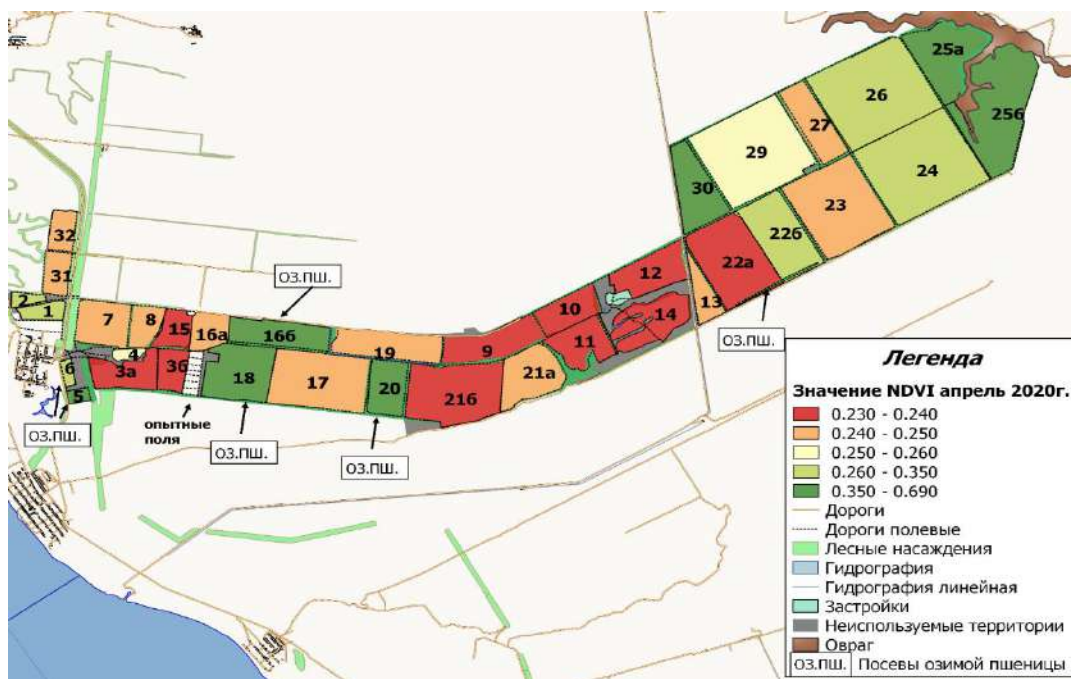 25а
26
25б
27
29
24
30
23
22б
32
12
22а
31
ОЗ.ПШ.
2
1
10
13
14
7
8
15
16а
16б
11
9
19
4
3а
3б
6
5
18
17
20
21б
21а
ОЗ.ПШ.
ОЗ.ПШ.
опытные
поля
ОЗ.ПШ.
ОЗ.ПШ.
Легенда
Значение NDVI апрель 2020г.
0.230 - 0.240
0.240 - 0.250
0.250 - 0.260
0.260 - 0.350
0.350 - 0.690
Дороги
Дороги полевые
Лесные насаждения
Гидрография
Гидрография линейная
Застройки
Неиспользуемые территории
Овраг
ОЗ.ПШ. Посевы озимой пшеницы